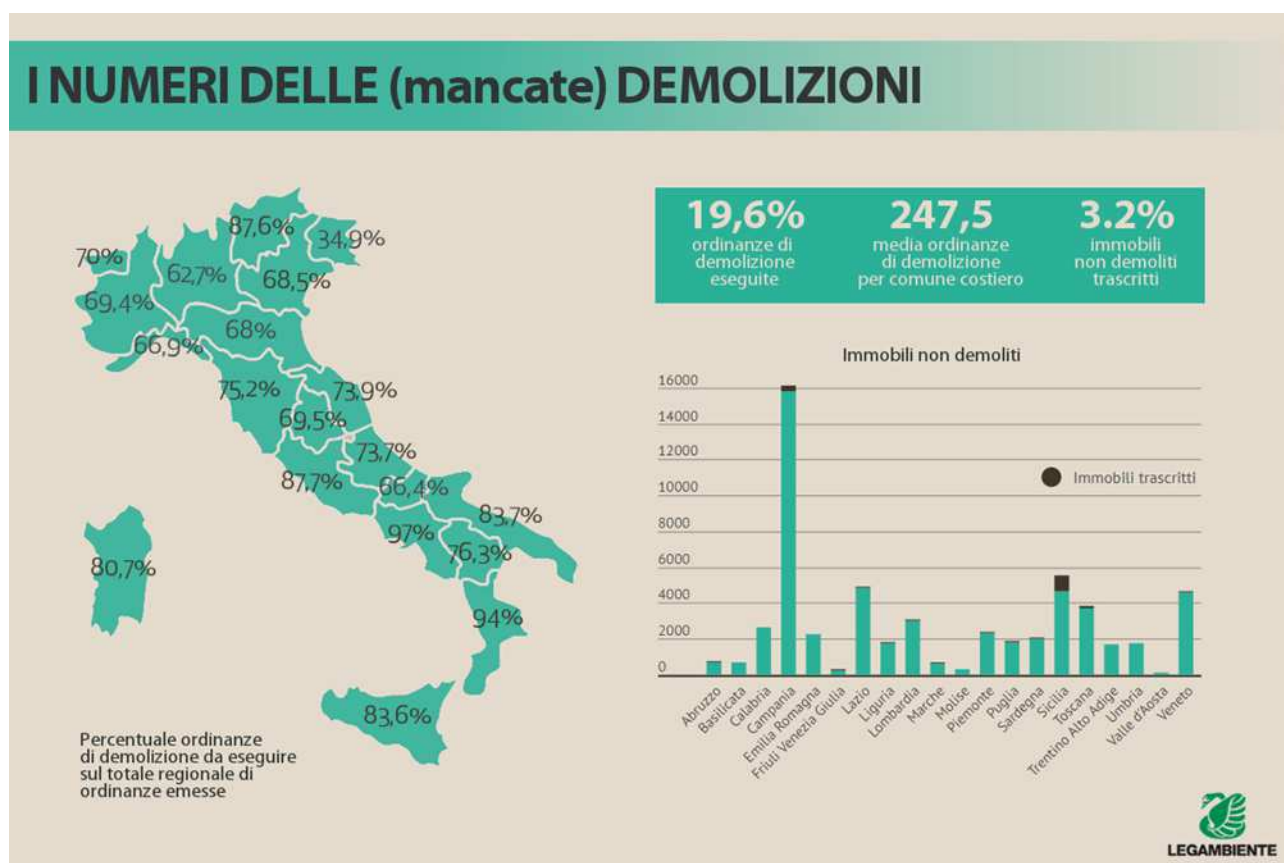 I NUMERI DELLE (mancate) DEMOLIZIONI
87,6%
34,9%
70%
62,7%
68,5%
69,4%
68%
66,9%
75,2%
73,9%
69,5%
73,7%
87,7%
66,4%
83,7%
97%
76,3%
80,7%
94%
83,6%
Percentuale ordinanze
di demolizione da eseguire
sul totale regionale di
ordinanze emesse
19,6%
ordinanze di
demolizione
eseguite
247,5
media ordinanze
di demolizione
per comune costiero
3.2%
immobili
non demoliti
trascritti
Immobili non demoliti
16000
14000
12000
10000
8000
6000
4000
2000
0
Immobili trascritti
Abruzzo
Basilicata
Calabria
Campania
Emilia Romagna
Friuli Venezia Giulia
Lazio
Liguria
Lombardia
Marche
Molise
Piemonte
Puglia
Sardegna
Sicilia
Toscana
Trentino Alto Adige
Umbria
Valle d'Aosta
Veneto
LEGAMBIENTE